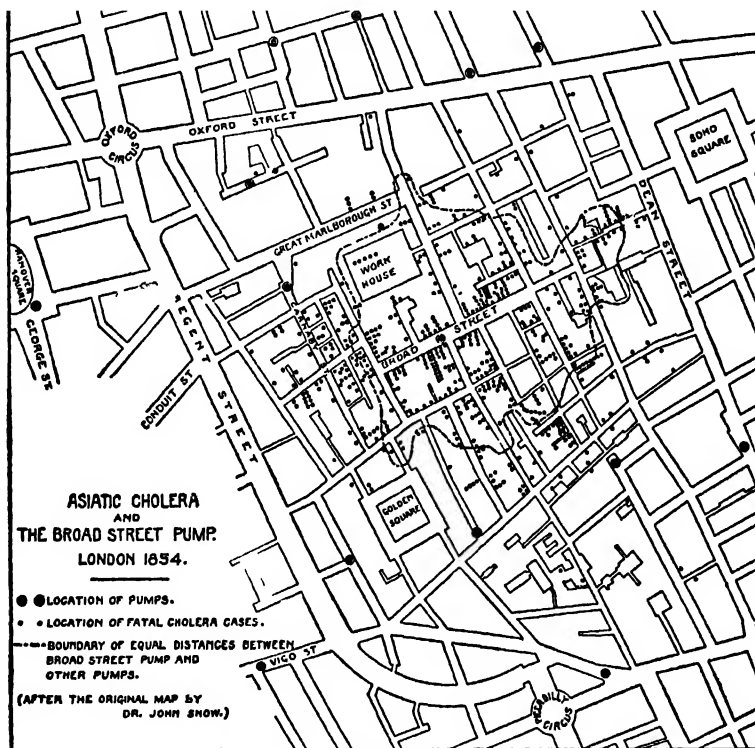 OXFORD STREET
OXFORD
CIRCUS
SOHO
SQUARE
DEAN STREET
GREAT MARLBOROUGH ST
WORK
HOUSE
HANOVER
SQUARE
GEORGE ST
REGENT STREET
CONDUIT ST
BROAD STREET
GOLDEN
SQUARE
ASIATIC CHOLERA
AND
THE BROAD STREET PUMP.
LONDON 1854.
LOCATION OF PUMPS.
LOCATION OF FATAL CHOLERA CASES.
BOUNDARY OF EQUAL DISTANCES BETWEEN
BROAD STREET PUMP AND
OTHER PUMPS.
(AFTER THE ORIGINAL MAP BY
DR. JOHN SNOW.)
VIGO ST
CIRCUS